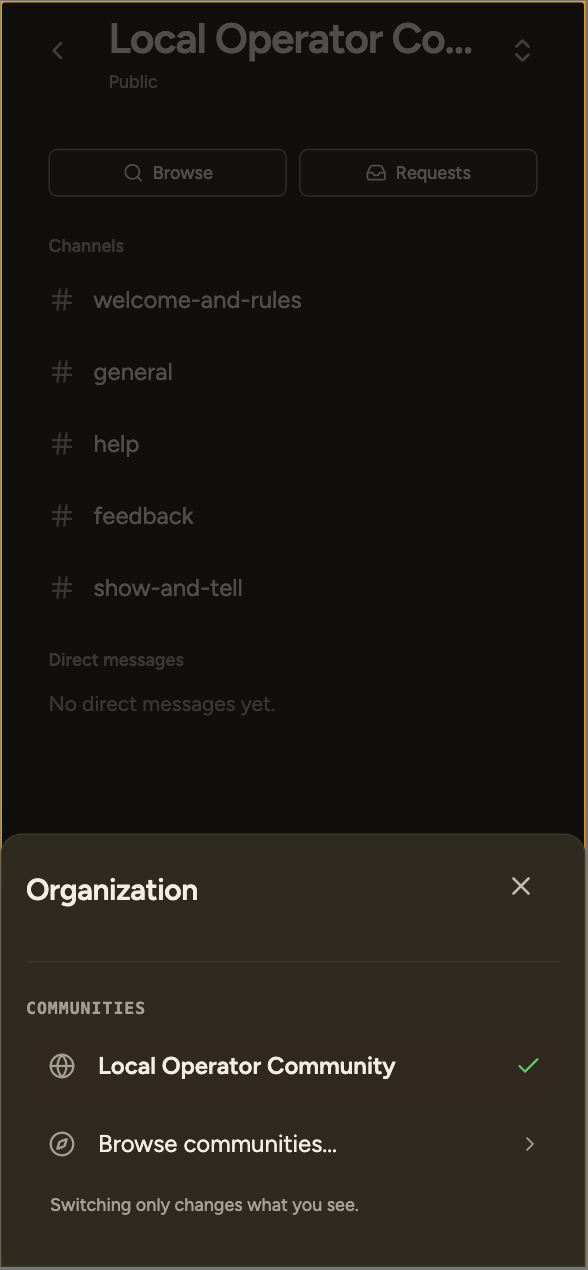 Local Operator Co...
Public
Browse
Requests
Channels
# welcome-and-rules
# general
# help
# feedback
# show-and-tell
Direct messages
No direct messages yet.
Organization
COMMUNITIES
Local Operator Community
Browse communities...
Switching only changes what you see.